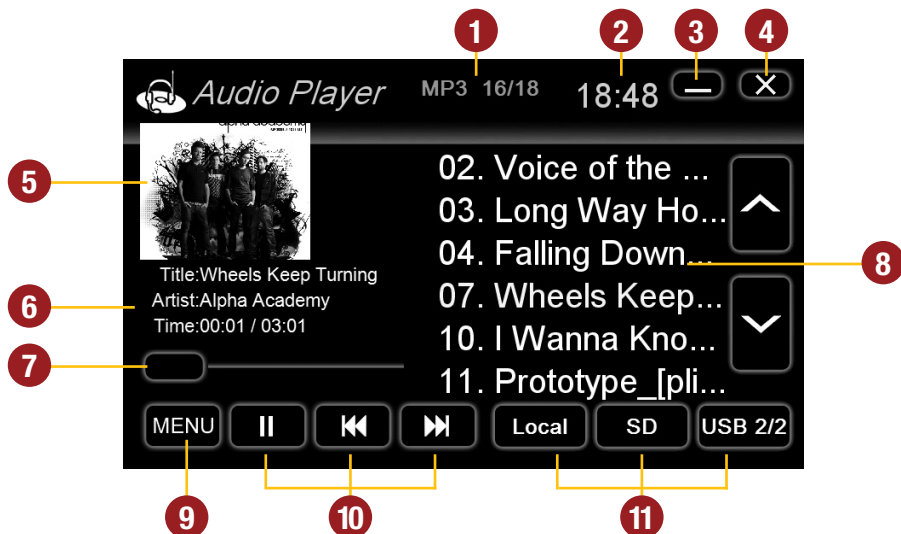 1 2 3 4
Audio Player MP3 16/18 18:48
5
02. Voice of the ...
03. Long Way Ho...
04. Falling Down...
07. Wheels Keep...
10. I Wanna Kno...
11. Prototype_[pli...
8
Title:Wheels Keep Turning
6 Artist:Alpha Academy
Time:00:01 / 03:01
7
MENU Local SD USB 2/2
9 10 11